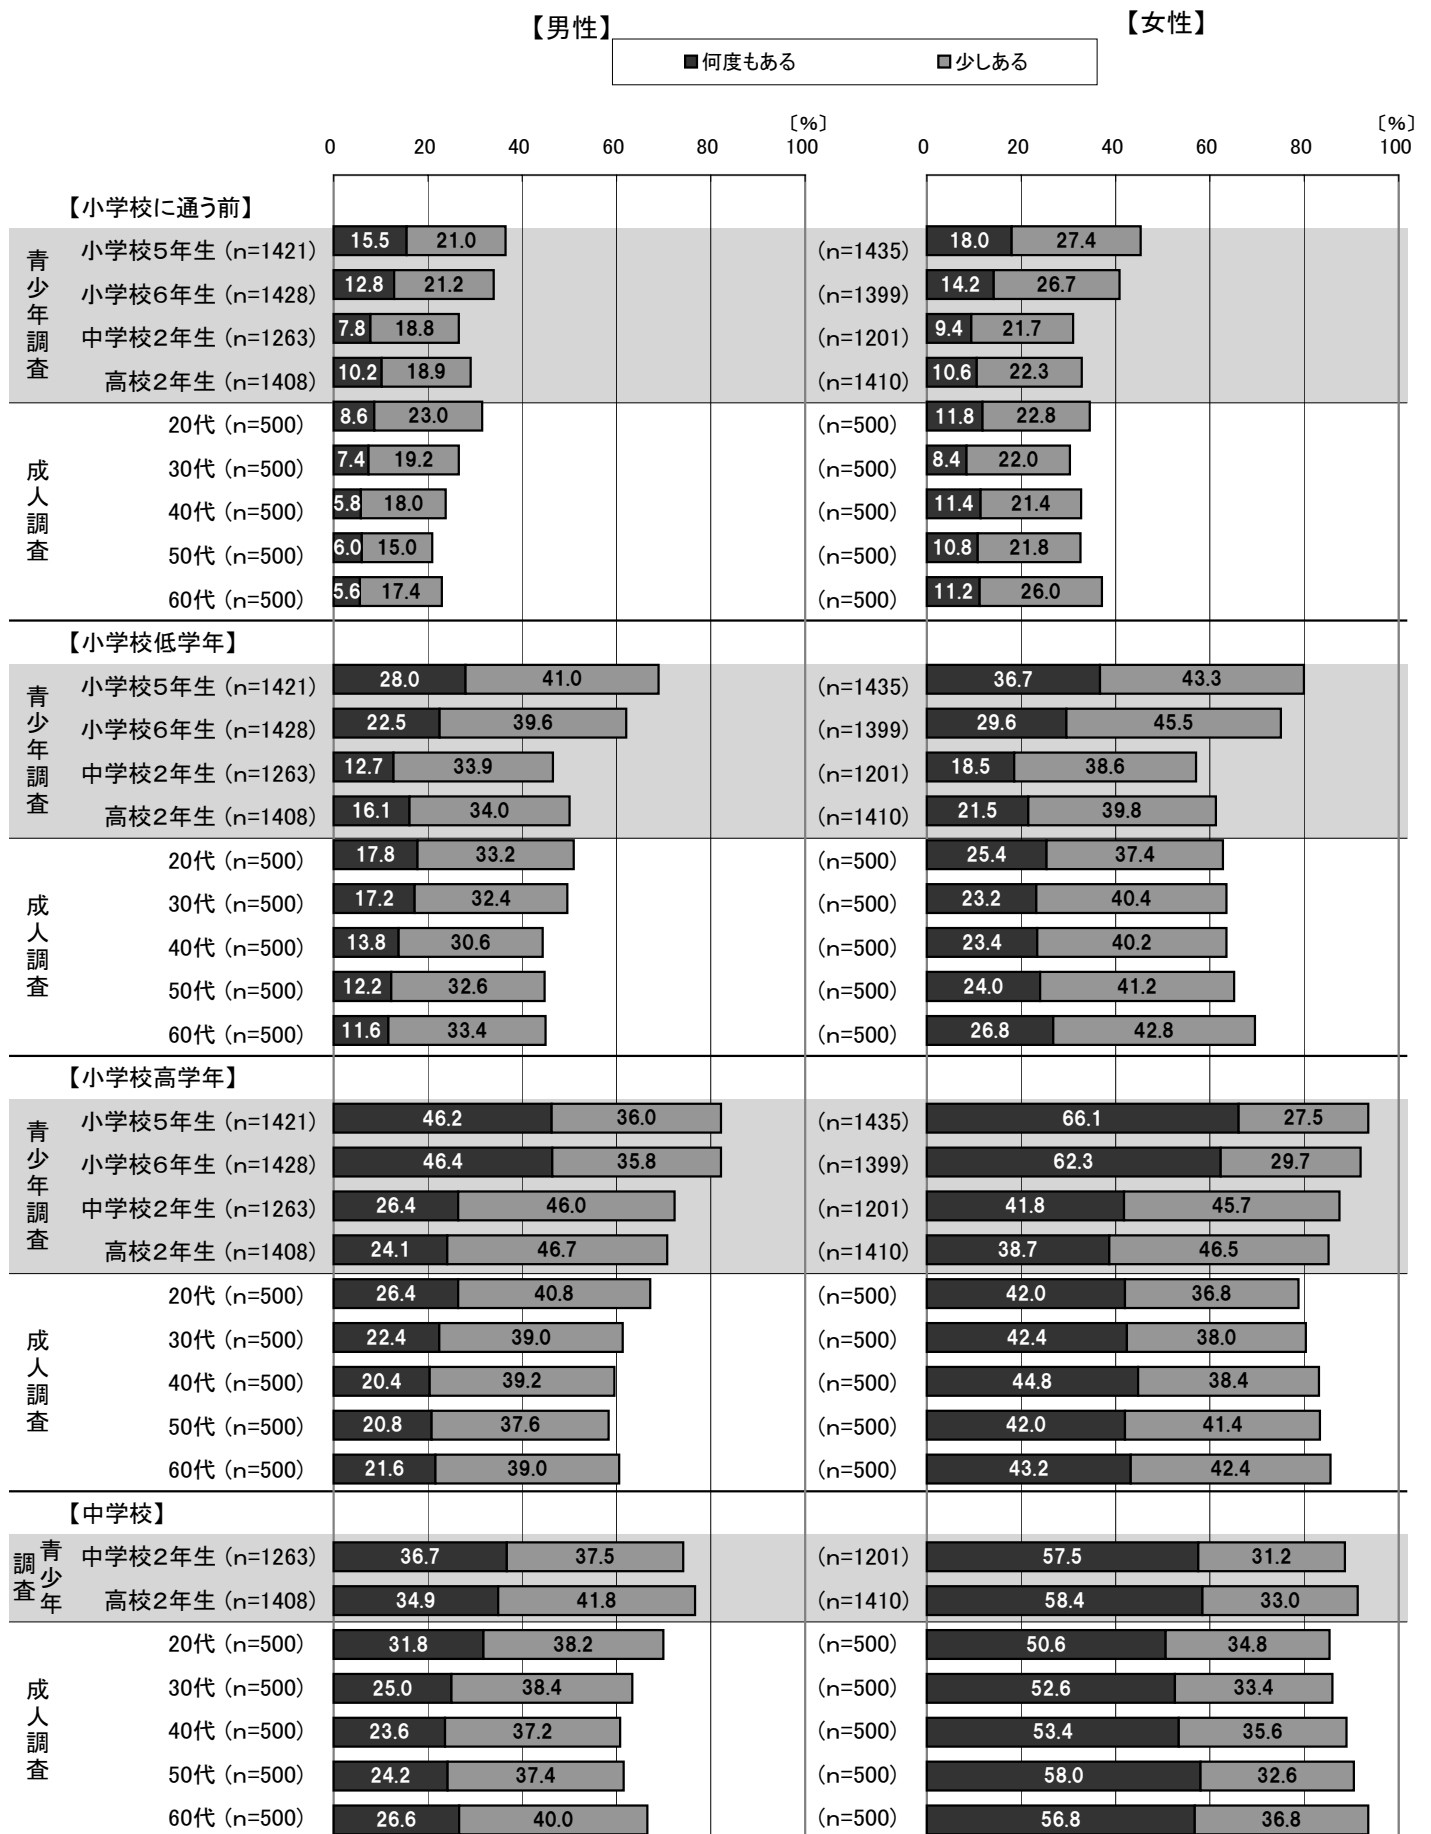 【男性】 【女性】
■何度もある ■少しある
〔%〕 〔%〕
0 20 40 60 80 100 0 20 40 60 80 100
【小学校に通う前】
青少年調査
小学校5年生 (n=1421) 15.5 21.0 (n=1435) 18.0 27.4
小学校6年生 (n=1428) 12.8 21.2 (n=1399) 14.2 26.7
中学校2年生 (n=1263) 7.8 18.8 (n=1201) 9.4 21.7
高校2年生 (n=1408) 10.2 18.9 (n=1410) 10.6 22.3
成人調査
20代 (n=500) 8.6 23.0 (n=500) 11.8 22.8
30代 (n=500) 7.4 19.2 (n=500) 8.4 22.0
40代 (n=500) 5.8 18.0 (n=500) 11.4 21.4
50代 (n=500) 6.0 15.0 (n=500) 10.8 21.8
60代 (n=500) 5.6 17.4 (n=500) 11.2 26.0
【小学校低学年】
青少年調査
小学校5年生 (n=1421) 28.0 41.0 (n=1435) 36.7 43.3
小学校6年生 (n=1428) 22.5 39.6 (n=1399) 29.6 45.5
中学校2年生 (n=1263) 12.7 33.9 (n=1201) 18.5 38.6
高校2年生 (n=1408) 16.1 34.0 (n=1410) 21.5 39.8
成人調査
20代 (n=500) 17.8 33.2 (n=500) 25.4 37.4
30代 (n=500) 17.2 32.4 (n=500) 23.2 40.4
40代 (n=500) 13.8 30.6 (n=500) 23.4 40.2
50代 (n=500) 12.2 32.6 (n=500) 24.0 41.2
60代 (n=500) 11.6 33.4 (n=500) 26.8 42.8
【小学校高学年】
青少年調査
小学校5年生 (n=1421) 46.2 36.0 (n=1435) 66.1 27.5
小学校6年生 (n=1428) 46.4 35.8 (n=1399) 62.3 29.7
中学校2年生 (n=1263) 26.4 46.0 (n=1201) 41.8 45.7
高校2年生 (n=1408) 24.1 46.7 (n=1410) 38.7 46.5
成人調査
20代 (n=500) 26.4 40.8 (n=500) 42.0 36.8
30代 (n=500) 22.4 39.0 (n=500) 42.4 38.0
40代 (n=500) 20.4 39.2 (n=500) 44.8 38.4
50代 (n=500) 20.8 37.6 (n=500) 42.0 41.4
60代 (n=500) 21.6 39.0 (n=500) 43.2 42.4
【中学校】
青少年調査
中学校2年生 (n=1263) 36.7 37.5 (n=1201) 57.5 31.2
高校2年生 (n=1408) 34.9 41.8 (n=1410) 58.4 33.0
成人調査
20代 (n=500) 31.8 38.2 (n=500) 50.6 34.8
30代 (n=500) 25.0 38.4 (n=500) 52.6 33.4
40代 (n=500) 23.6 37.2 (n=500) 53.4 35.6
50代 (n=500) 24.2 37.4 (n=500) 58.0 32.6
60代 (n=500) 26.6 40.0 (n=500) 56.8 36.8